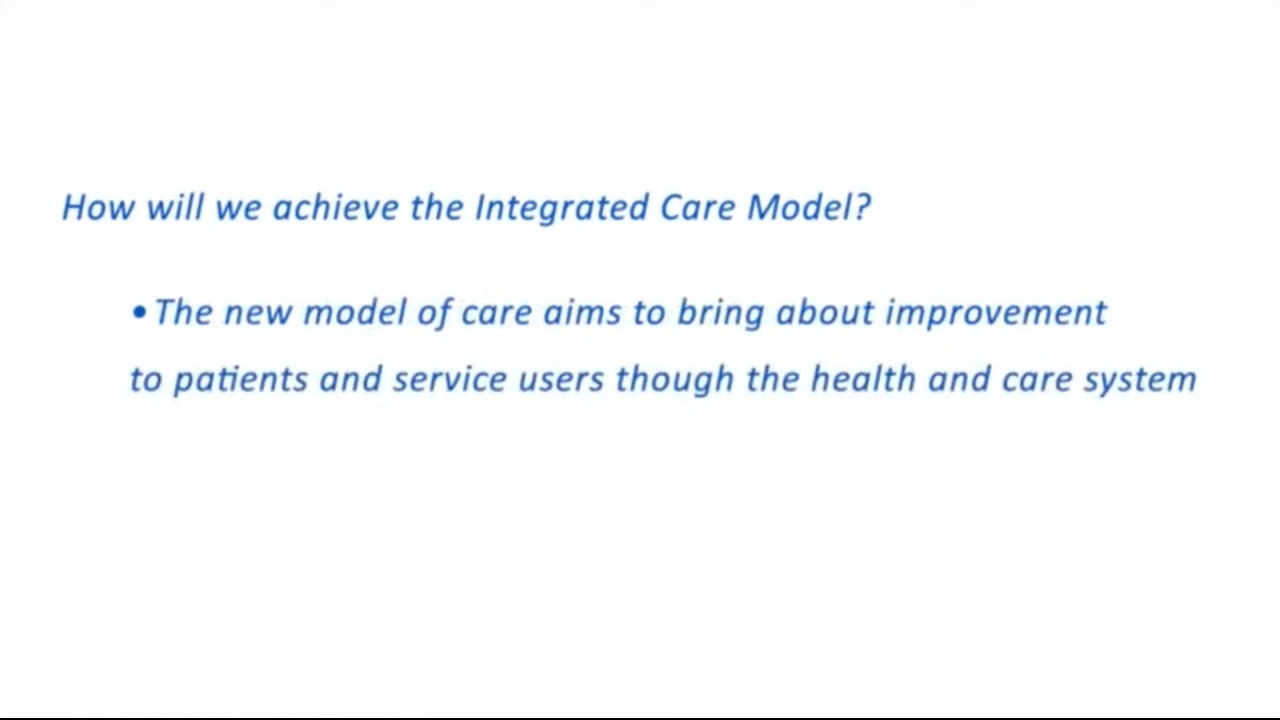 How will we achieve the Integrated Care Model?
• The new model of care aims to bring about improvement
to patients and service users though the health and care system